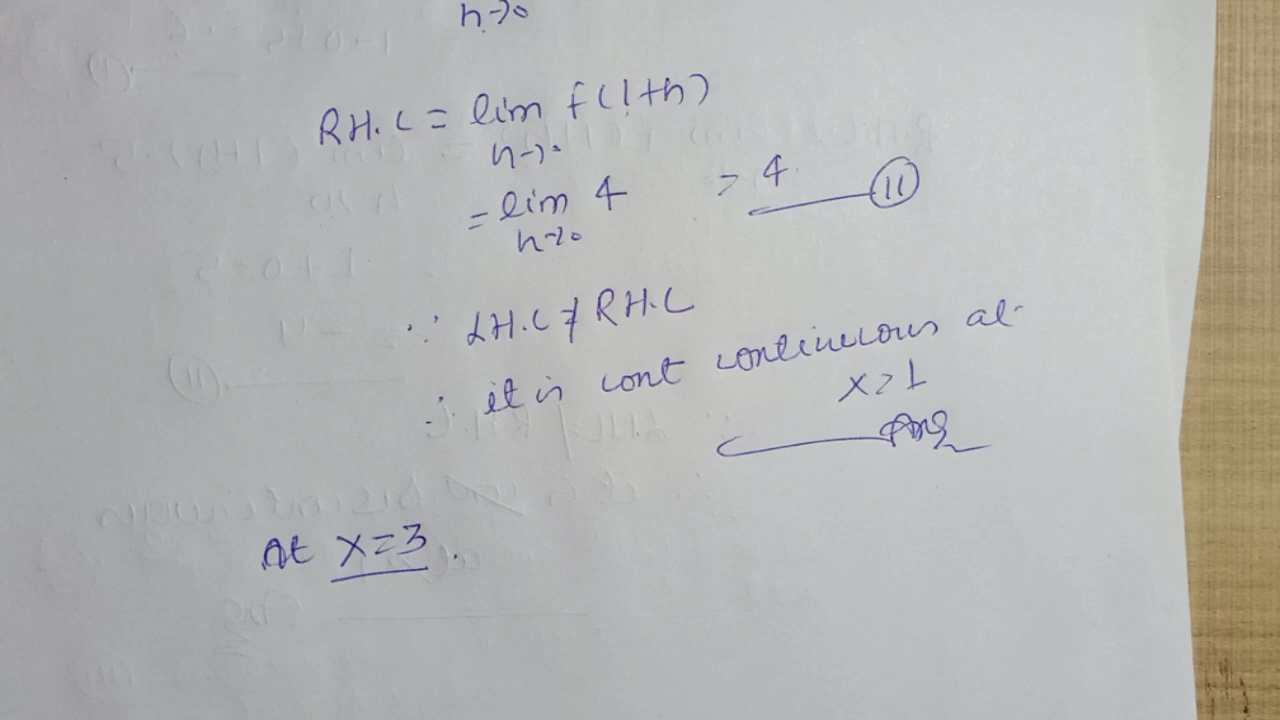 h→0
RH.L = lim f(1+h)
h→0
= lim 4 = 4 (11)
h→0
∵ LH.L ≠ RH.L
∴ it is cont continuous at
x=1
Ans
At x=3.